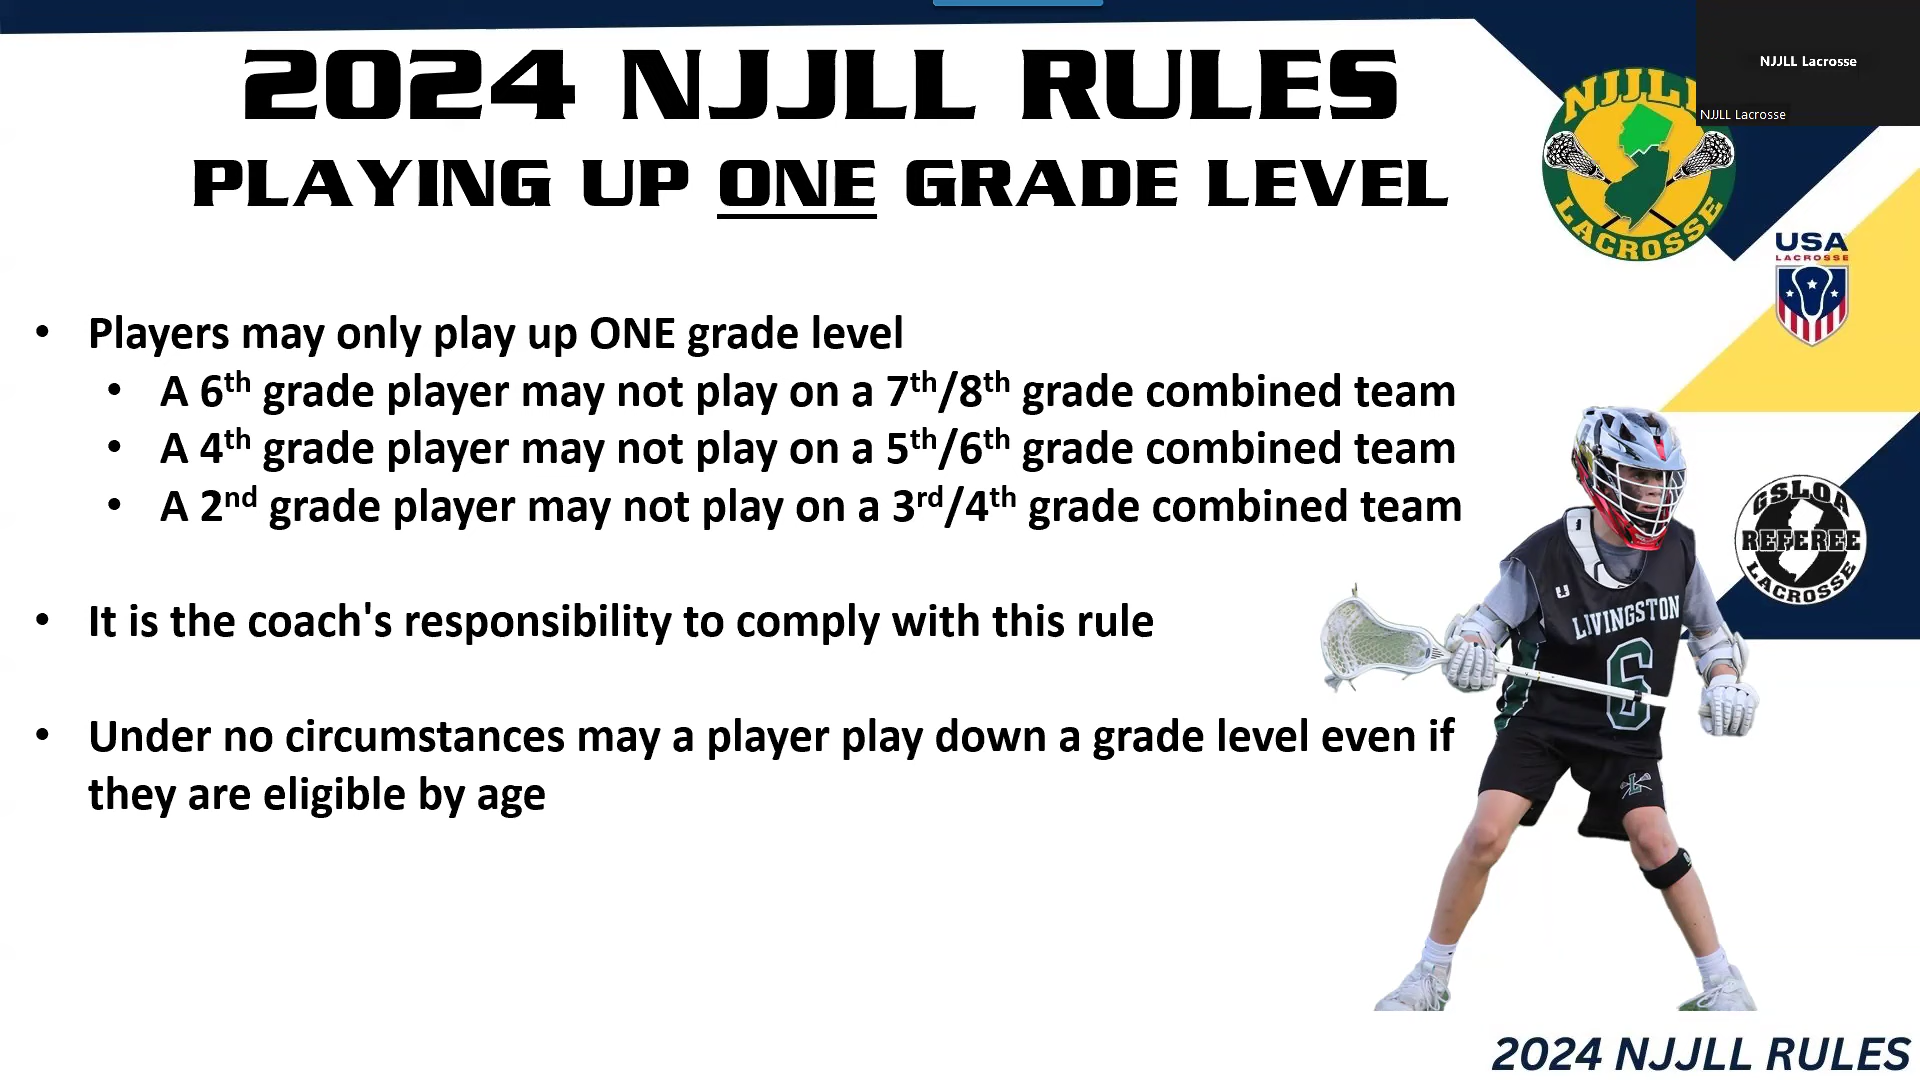 2024 NJJLL RULES
PLAYING UP ONE GRADE LEVEL
NJJLL Lacrosse
NJJLL Lacrosse
NJJLL
LACROSSE
USA
LACROSSE
• Players may only play up ONE grade level
• A 6th grade player may not play on a 7th/8th grade combined team
• A 4th grade player may not play on a 5th/6th grade combined team
• A 2nd grade player may not play on a 3rd/4th grade combined team
• It is the coach's responsibility to comply with this rule
• Under no circumstances may a player play down a grade level even if
they are eligible by age
GSLOA
REFEREE
LACROSSE
LIVINGSTON
6
L
2024 NJJLL RULES